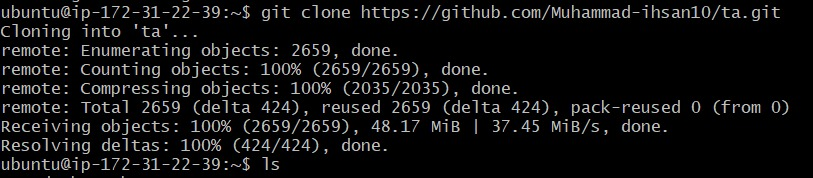 ubuntu@ip-172-31-22-39:~$ git clone https://github.com/Muhammad-ihsan10/ta.git
Cloning into 'ta'...
remote: Enumerating objects: 2659, done.
remote: Counting objects: 100% (2659/2659), done.
remote: Compressing objects: 100% (2035/2035), done.
remote: Total 2659 (delta 424), reused 2659 (delta 424), pack-reused 0 (from 0)
Receiving objects: 100% (2659/2659), 48.17 MiB | 37.45 MiB/s, done.
Resolving deltas: 100% (424/424), done.
ubuntu@ip-172-31-22-39:~$ ls